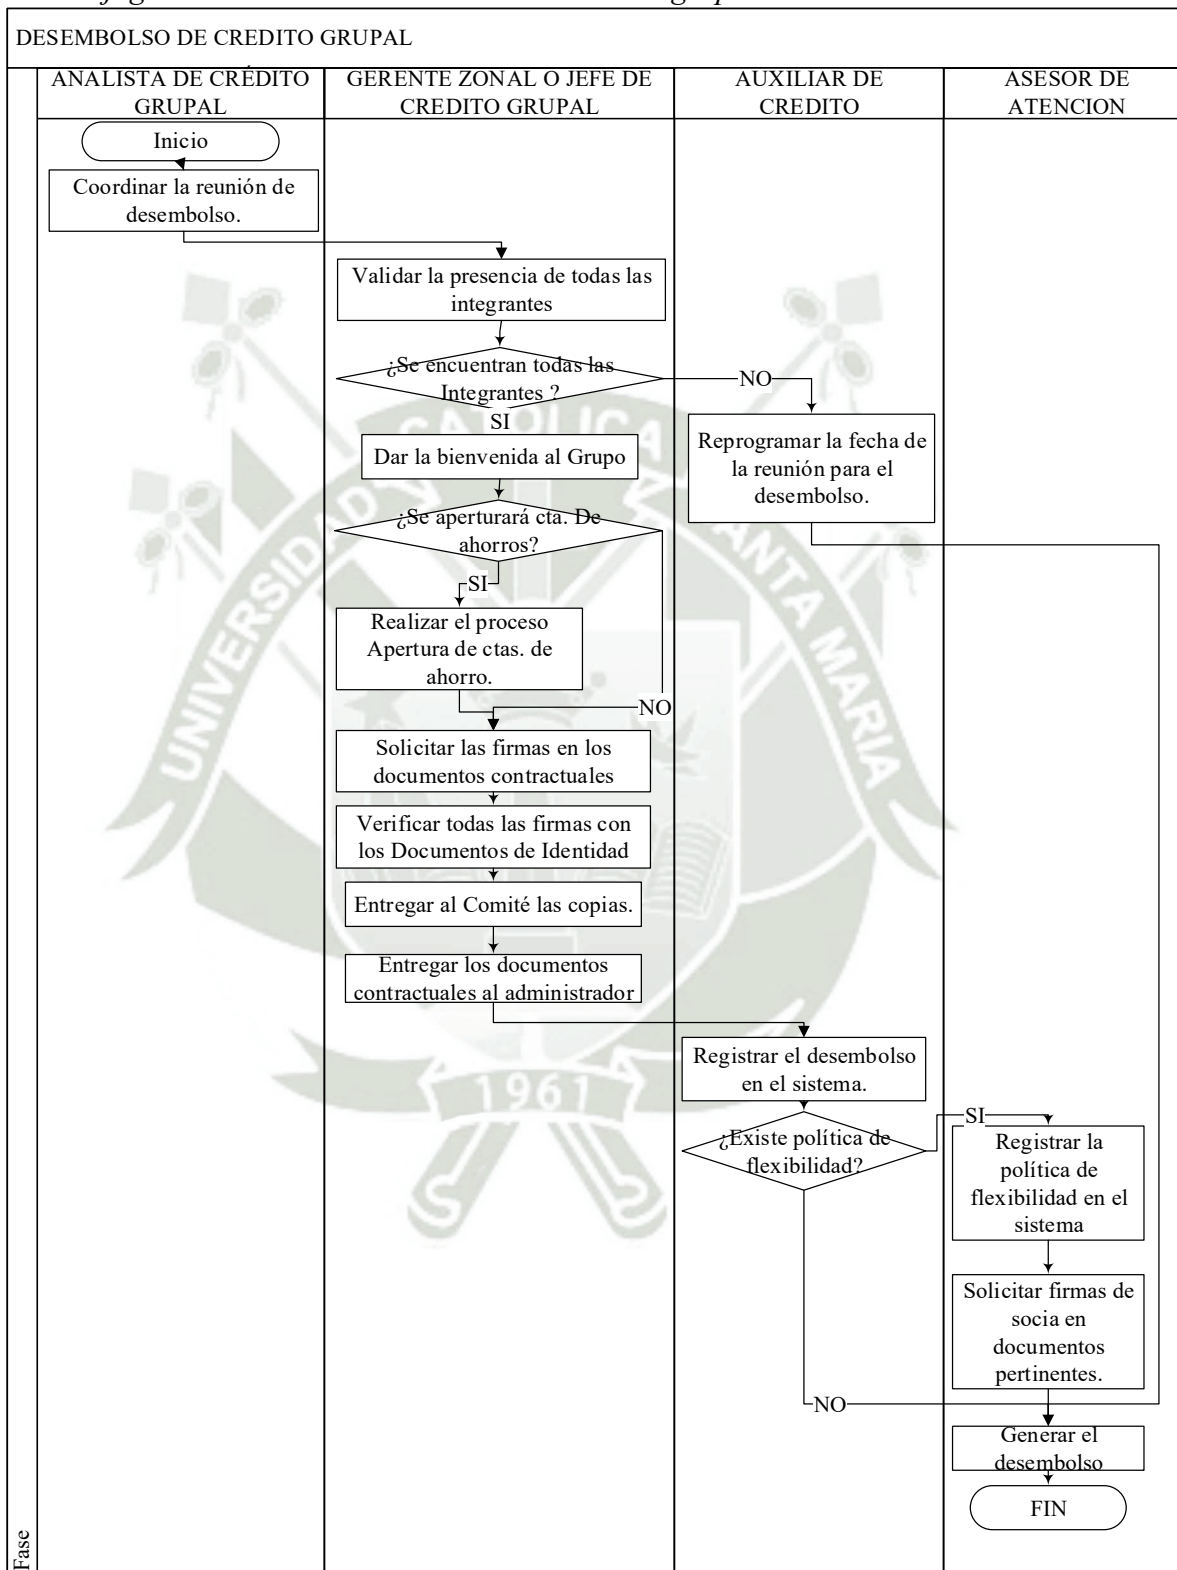 DESEMBOLSO DE CREDITO GRUPAL
ANALISTA DE CRÉDITO
GRUPAL
GERENTE ZONAL O JEFE DE
CREDITO GRUPAL
AUXILIAR DE
CREDITO
ASESOR DE
ATENCION
Inicio
Coordinar la reunión de
desembolso.
Validar la presencia de todas las
integrantes
¿Se encuentran todas las
Integrantes ?
NO
SI
Reprogramar la fecha de
la reunión para el
desembolso.
Dar la bienvenida al Grupo
¿Se aperturará cta. De
ahorros?
SI
Realizar el proceso
Apertura de ctas. de
ahorro.
NO
Solicitar las firmas en los
documentos contractuales
Verificar todas las firmas con
los Documentos de Identidad
Entregar al Comité las copias.
Entregar los documentos
contractuales al administrador
Registrar el desembolso
en el sistema.
¿Existe política de
flexibilidad?
SI
Registrar la
política de
flexibilidad en el
sistema
Solicitar firmas de
socia en
documentos
pertinentes.
NO
Generar el
desembolso
FIN
Fase
UNIVERSIDAD CATOLICA SANTA MARIA
1961